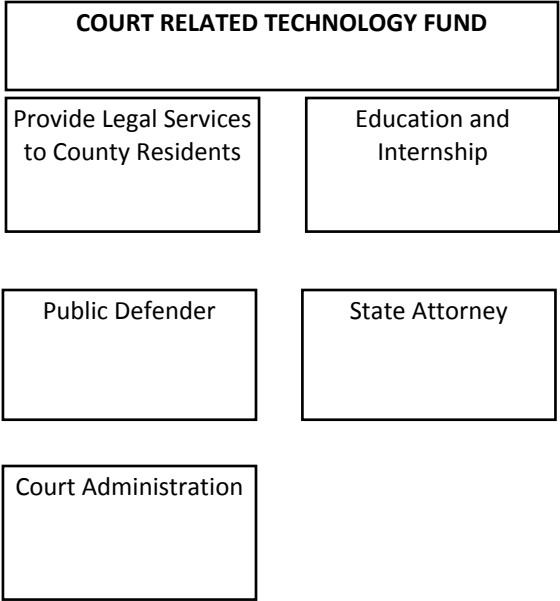 COURT RELATED TECHNOLOGY FUND
Provide Legal Services
to County Residents
Education and
Internship
Public Defender
State Attorney
Court Administration